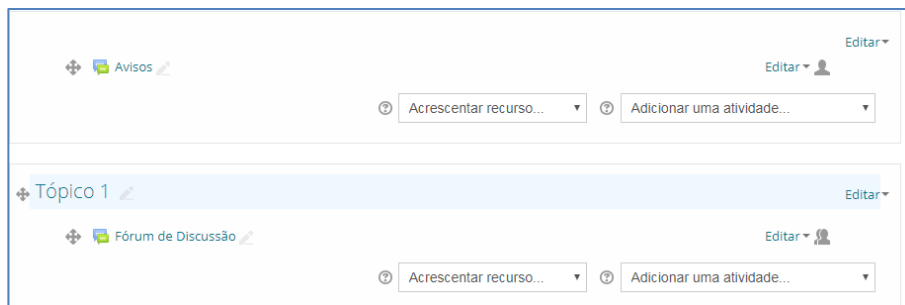 Editar
Avisos Editar
Acrescentar recurso... Adicionar uma atividade...
Tópico 1 Editar
Fórum de Discussão Editar
Acrescentar recurso... Adicionar uma atividade...